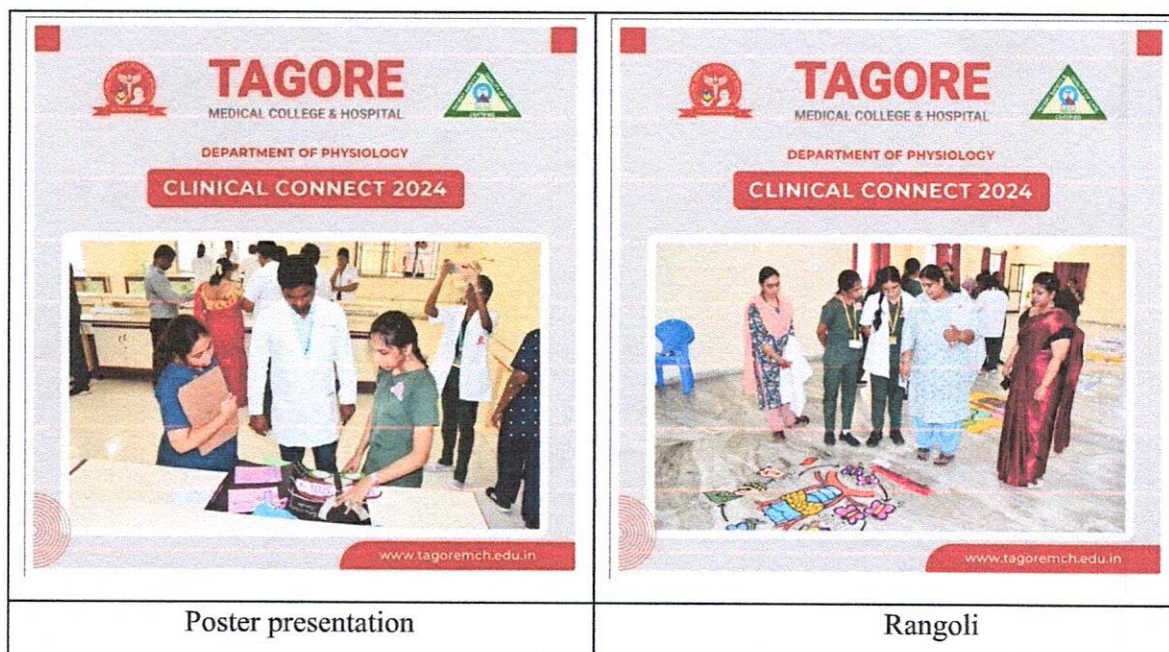 TAGORE
MEDICAL COLLEGE & HOSPITAL
DEPARTMENT OF PHYSIOLOGY
CLINICAL CONNECT 2024
www.tagoremch.edu.in
Poster presentation
TAGORE
MEDICAL COLLEGE & HOSPITAL
DEPARTMENT OF PHYSIOLOGY
CLINICAL CONNECT 2024
www.tagoremch.edu.in
Rangoli